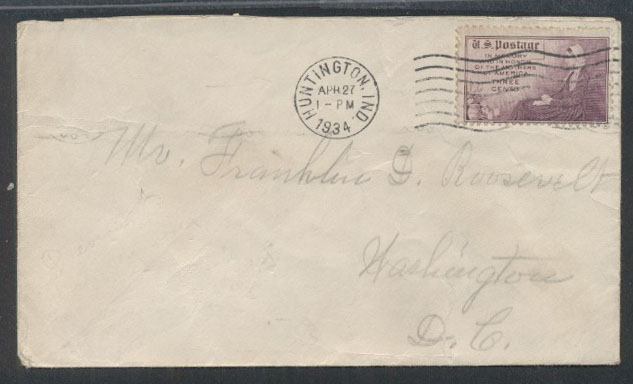 U.S. Postage
IN MEMORY
AND IN HONOR
OF THE MOTHERS
OF AMERICA
THREE
CENTS
HUNTINGTON, IND.
APR 27
1-PM
1934
Mr. Franklin D. Roosevelt
Washington
D.C.